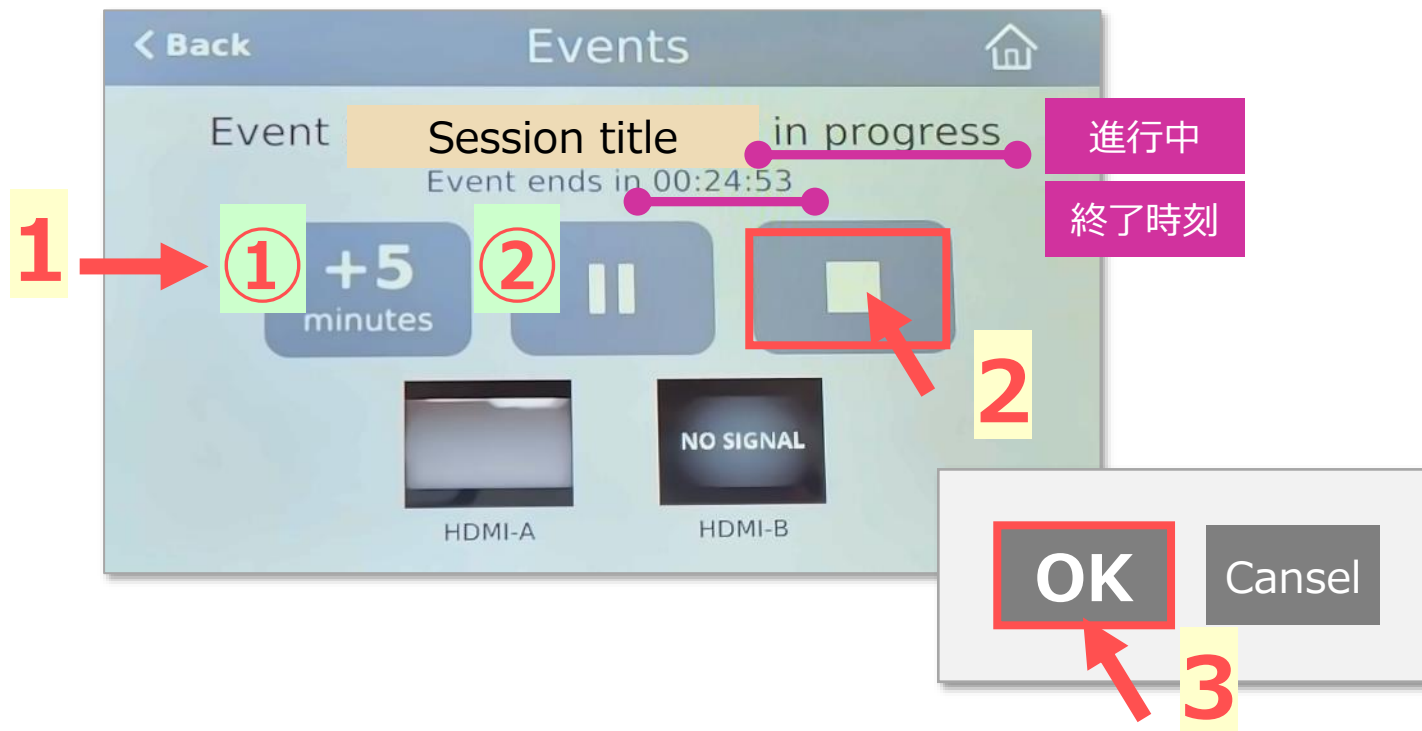 Back
Events
Event Session title in progress
進行中
Event ends in 00:24:53
終了時刻
1
① +5
minutes
②
2
NO SIGNAL
HDMI-A
HDMI-B
OK
Cansel
3